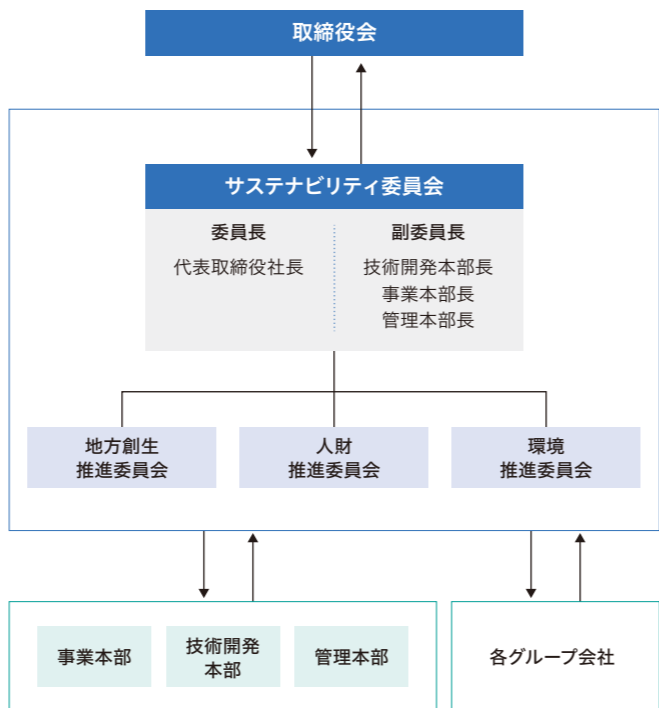 取締役会
サステナビリティ委員会
委員長
代表取締役社長
副委員長
技術開発本部長
事業本部長
管理本部長
地方創生
推進委員会
人財
推進委員会
環境
推進委員会
事業本部
技術開発
本部
管理本部
各グループ会社